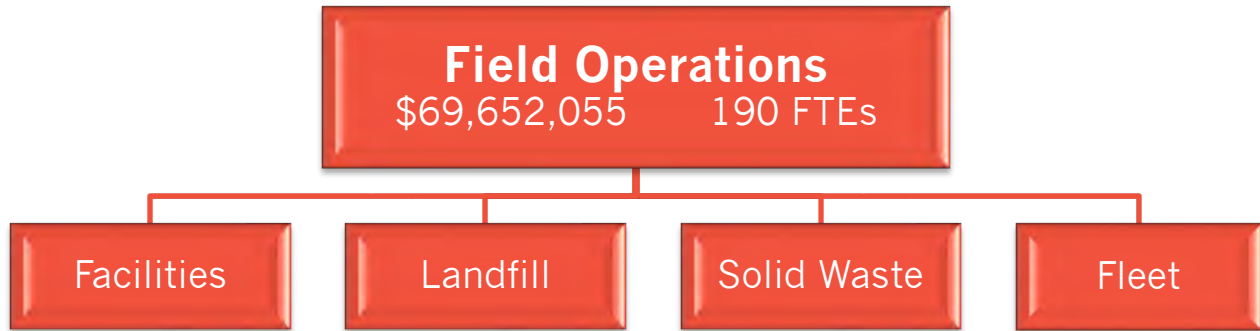 Field Operations
$69,652,055 190 FTEs
Facilities
Landfill
Solid Waste
Fleet